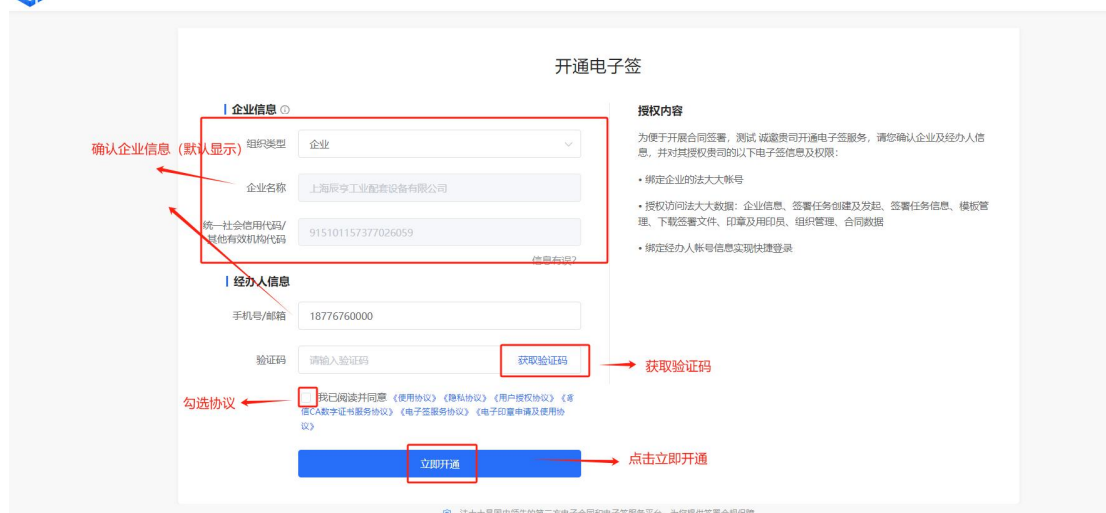 开通电子签
企业信息
授权内容
确认企业信息（默认显示）
组织类型
企业
为便于开展合同签署，测试 诚邀贵司开通电子签服务，请您确认企业及经办人信
息，并对其授权贵司的以下电子签信息及权限：
企业名称
上海辰亨工业配套设备有限公司
• 绑定企业的法大大帐号
• 授权访问法大大数据：企业信息、签署任务创建及发起、签署任务信息、模板管
理、下载签署文件、印章及用印员、组织管理、合同数据
统一社会信用代码/
其他有效机构代码
915101157377026059
• 绑定经办人帐号信息实现快捷登录
信息有误?
经办人信息
手机号/邮箱
18776760000
验证码
请输入验证码
获取验证码
获取验证码
勾选协议
我已阅读并同意 《使用协议》 《隐私协议》 《用户授权协议》 《
信CA数字证书服务协议》 《电子签服务协议》 《电子印章申请及使用协
议》
立即开通
点击立即开通